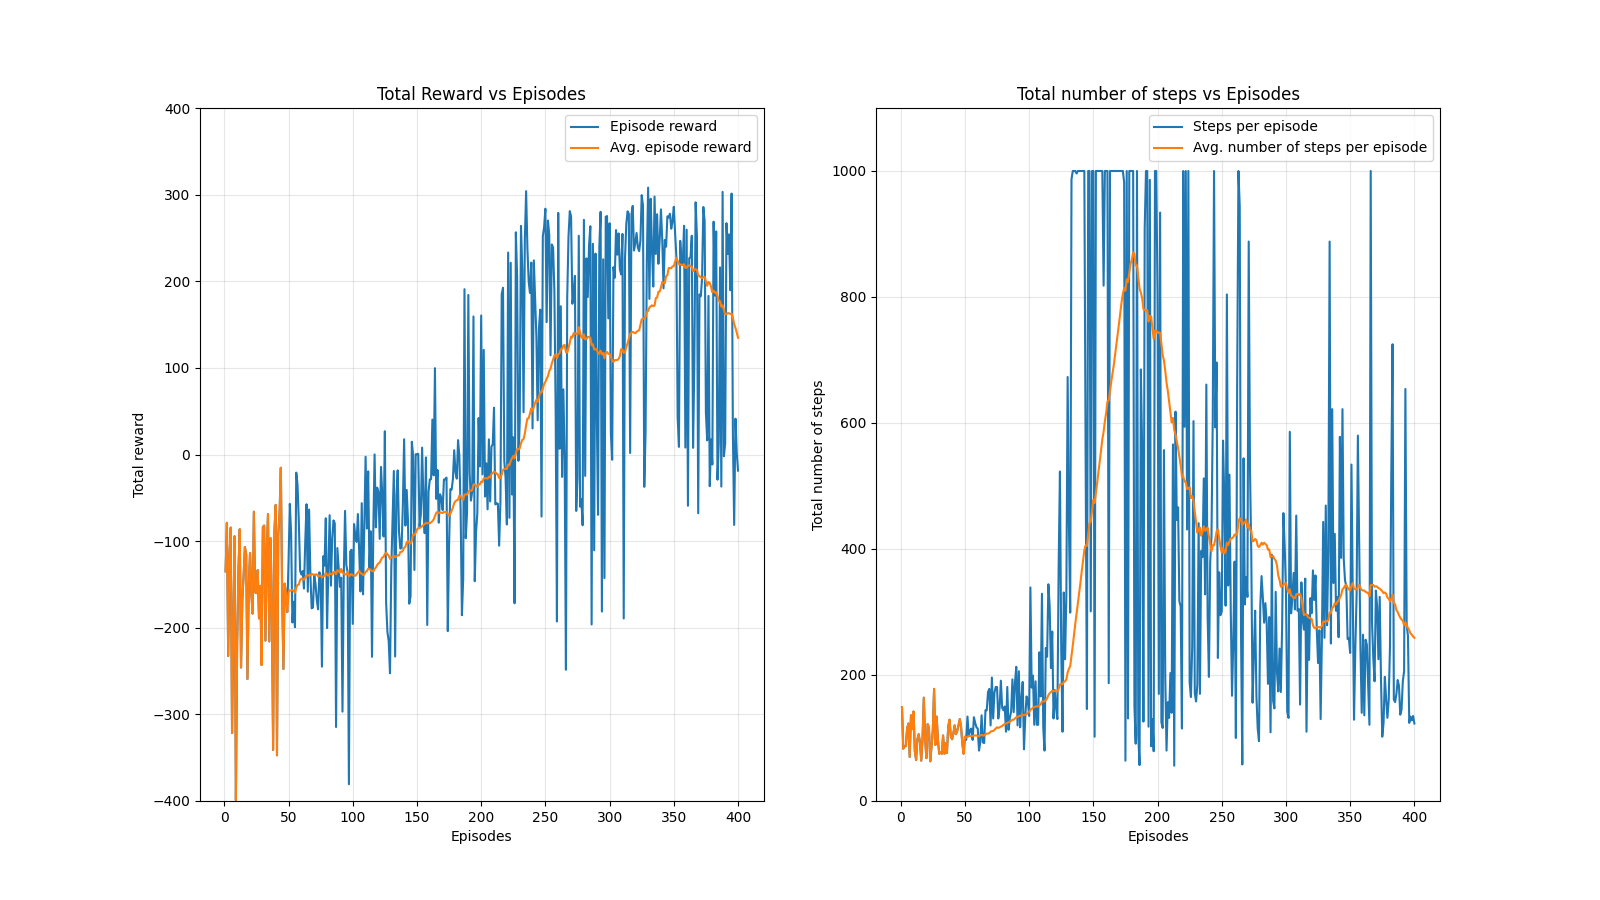 Total Reward vs Episodes
Episode reward
Avg. episode reward
400
300
200
100
0
−100
−200
−300
−400
Total reward
0 50 100 150 200 250 300 350 400
Episodes
Total number of steps vs Episodes
Steps per episode
Avg. number of steps per episode
1000
800
600
400
200
0
Total number of steps
0 50 100 150 200 250 300 350 400
Episodes